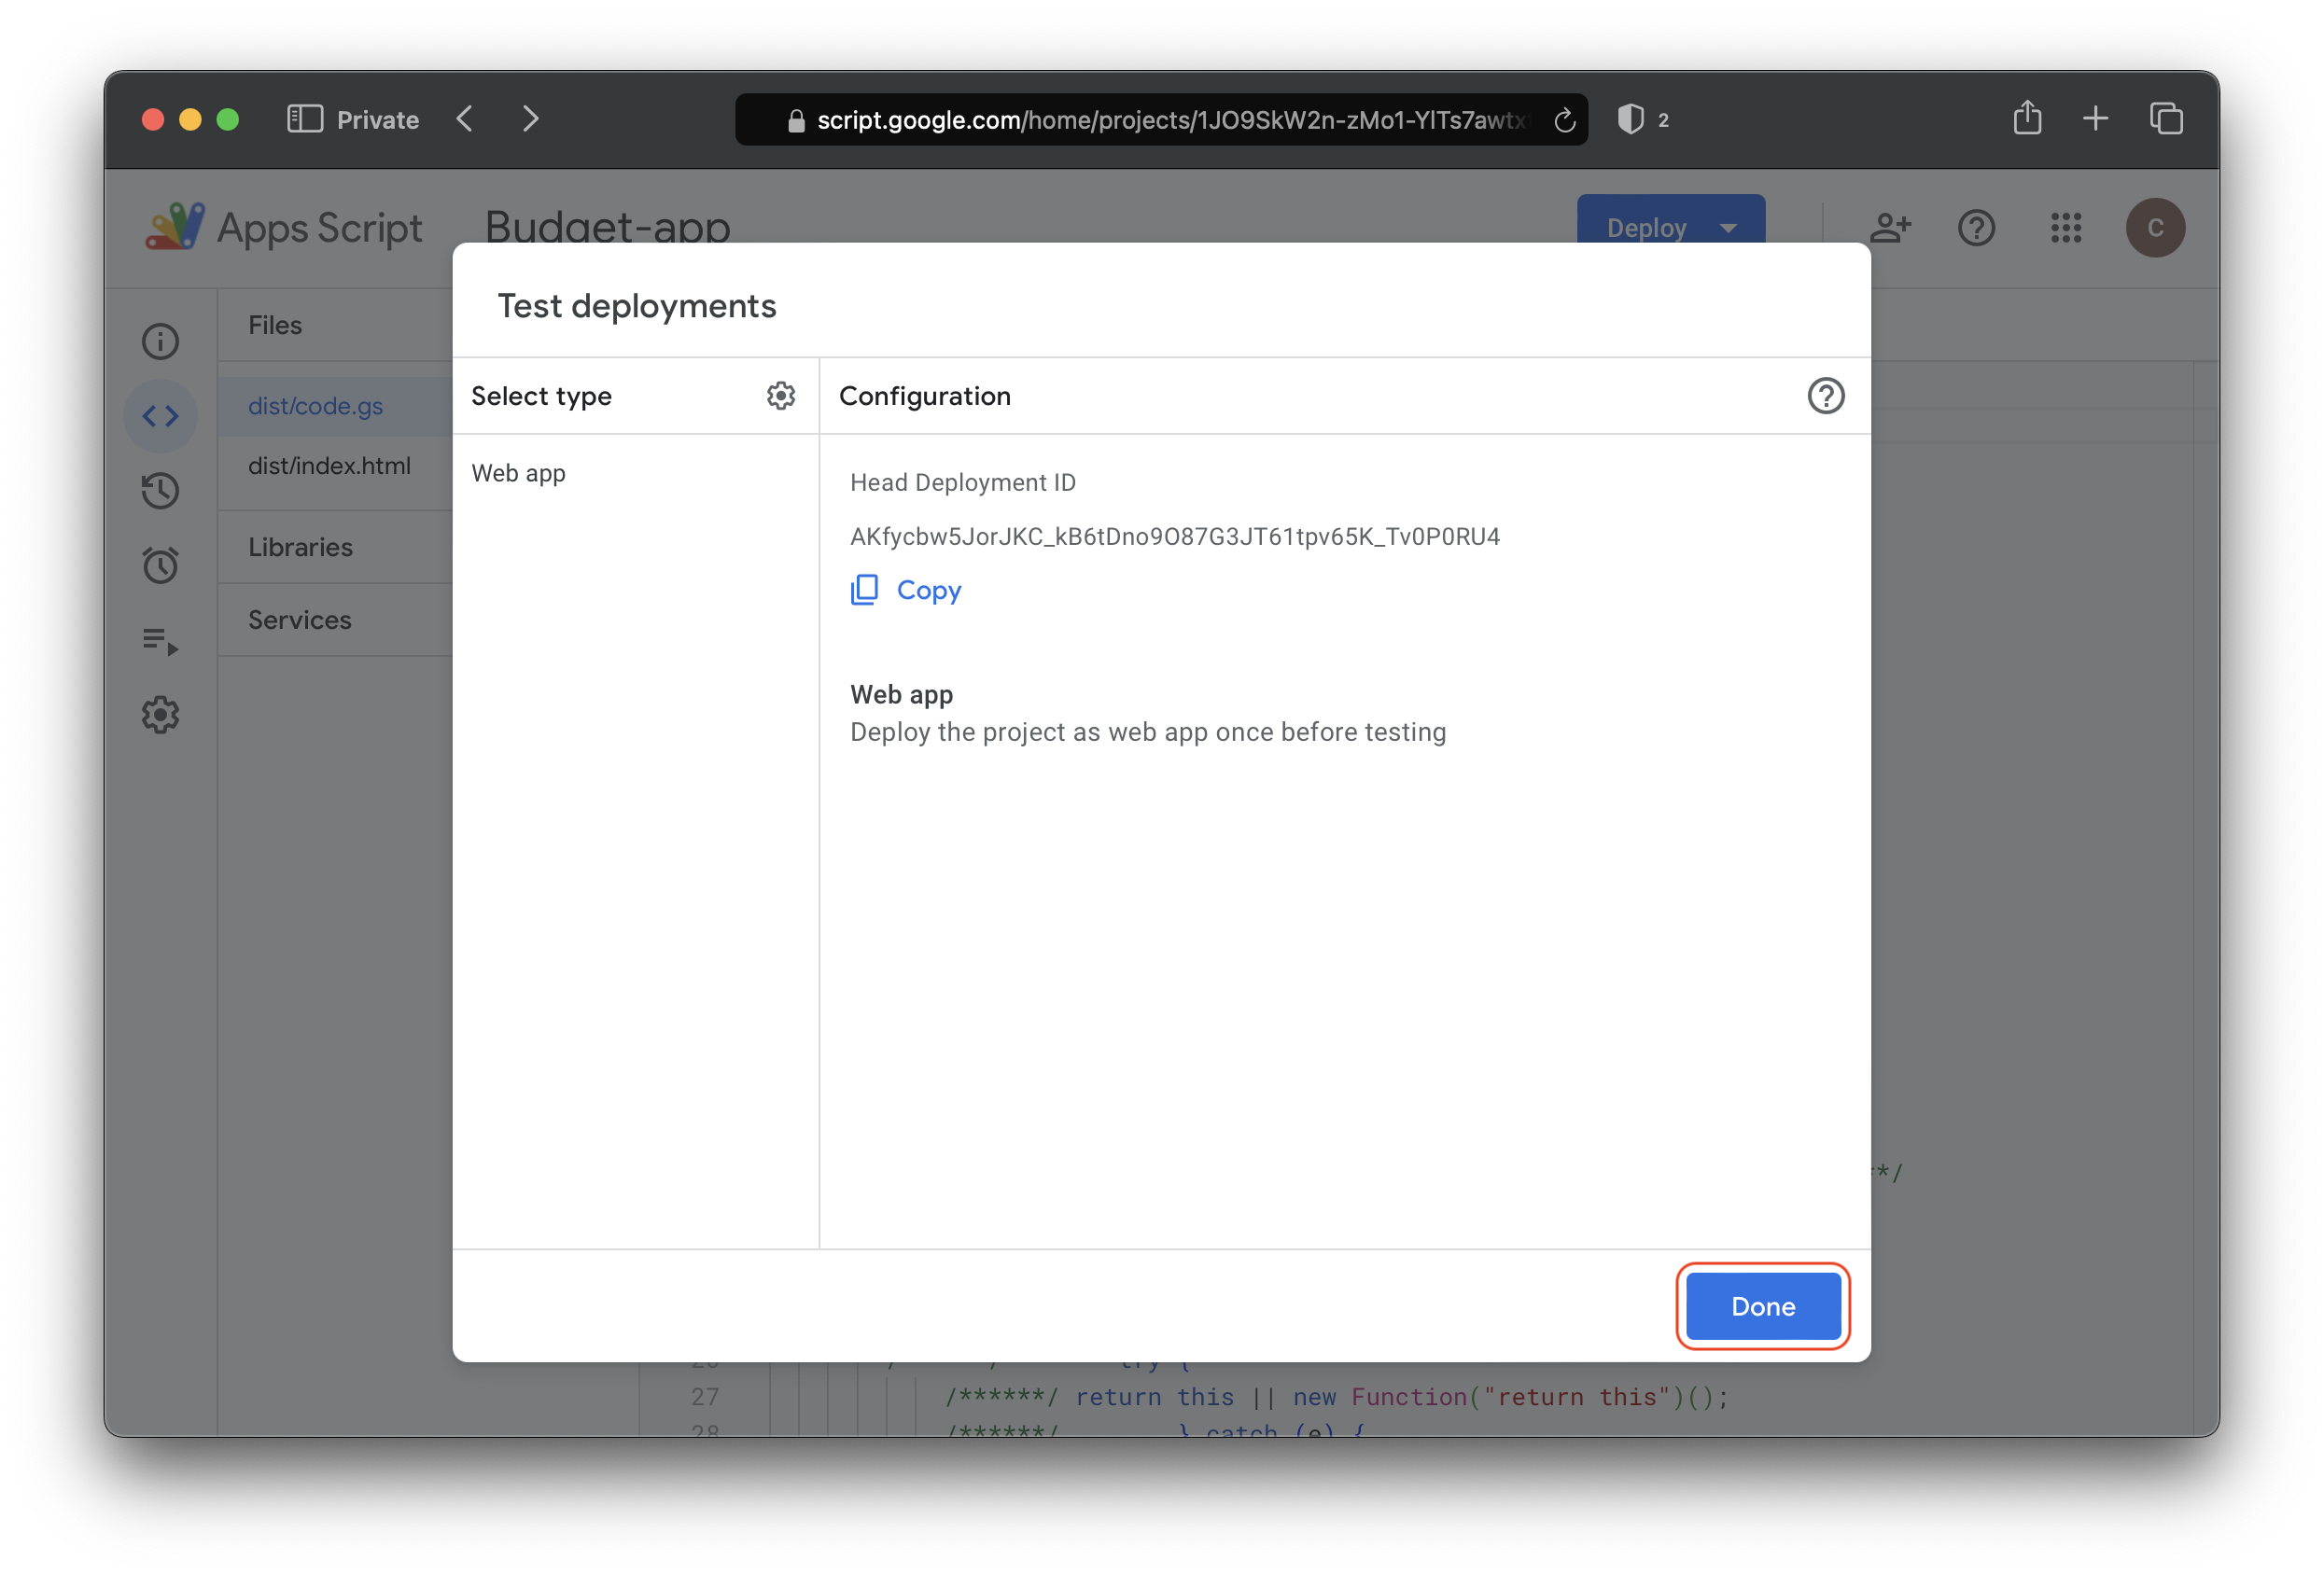 Private
script.google.com/home/projects/1JO9SkW2n-zMo1-YlTs7awtx
2
Apps Script
Budget-app
Deploy
C
Test deployments
Files
Select type
Configuration
dist/code.gs
dist/index.html
Web app
Head Deployment ID
AKfycbw5JorJKC_kB6tDno9O87G3JT61tpv65K_Tv0P0RU4
Copy
Libraries
Services
Web app
Deploy the project as web app once before testing
*/
Done
try {
27 /******/ return this || new Function("return this")();
28 /******/ } catch (e) {